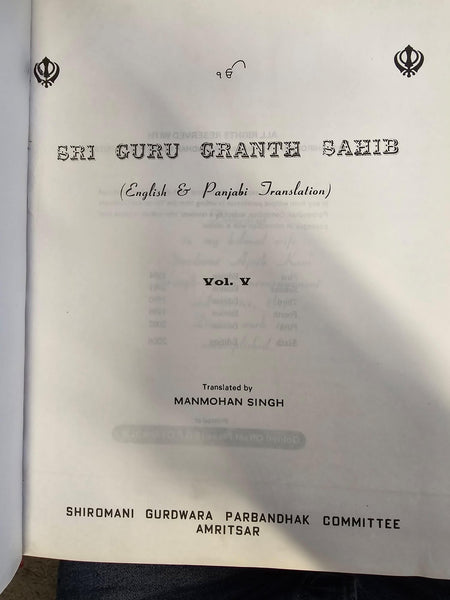 ੴ
SRI GURU GRANTH SAHIB
(English & Panjabi Translation)
Vol. V
Translated by
MANMOHAN SINGH
SHIROMANI GURDWARA PARBANDHAK COMMITTEE
AMRITSAR